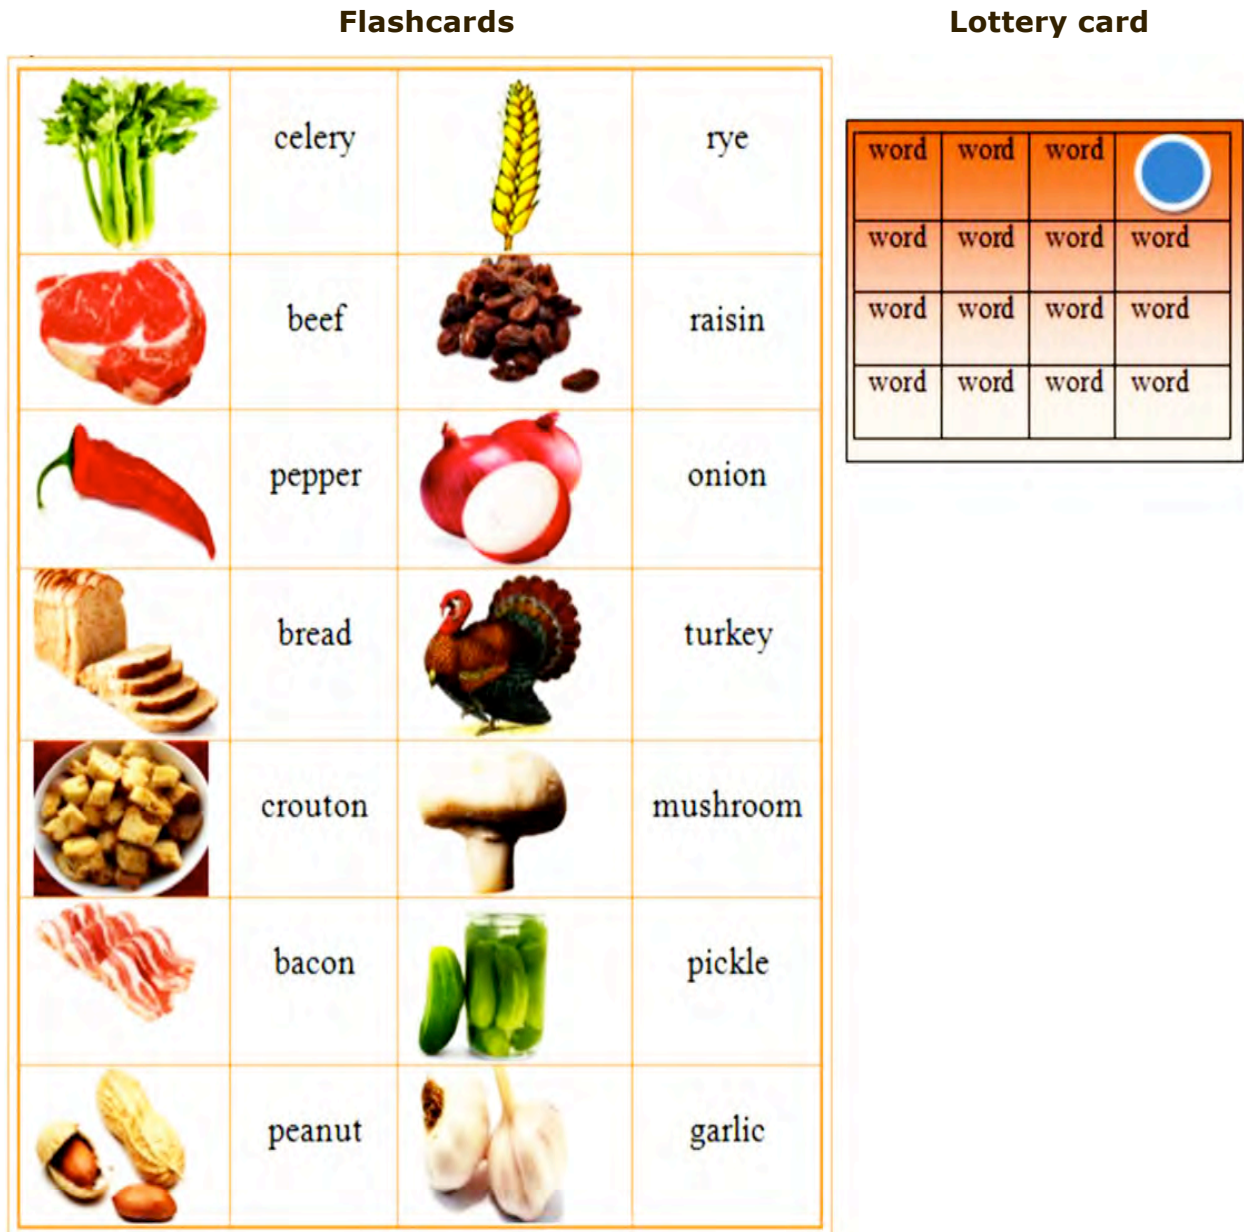 Flashcards
Lottery card
celery rye
beef raisin
pepper onion
bread turkey
crouton mushroom
bacon pickle
peanut garlic
word word word
word word word word
word word word word
word word word word